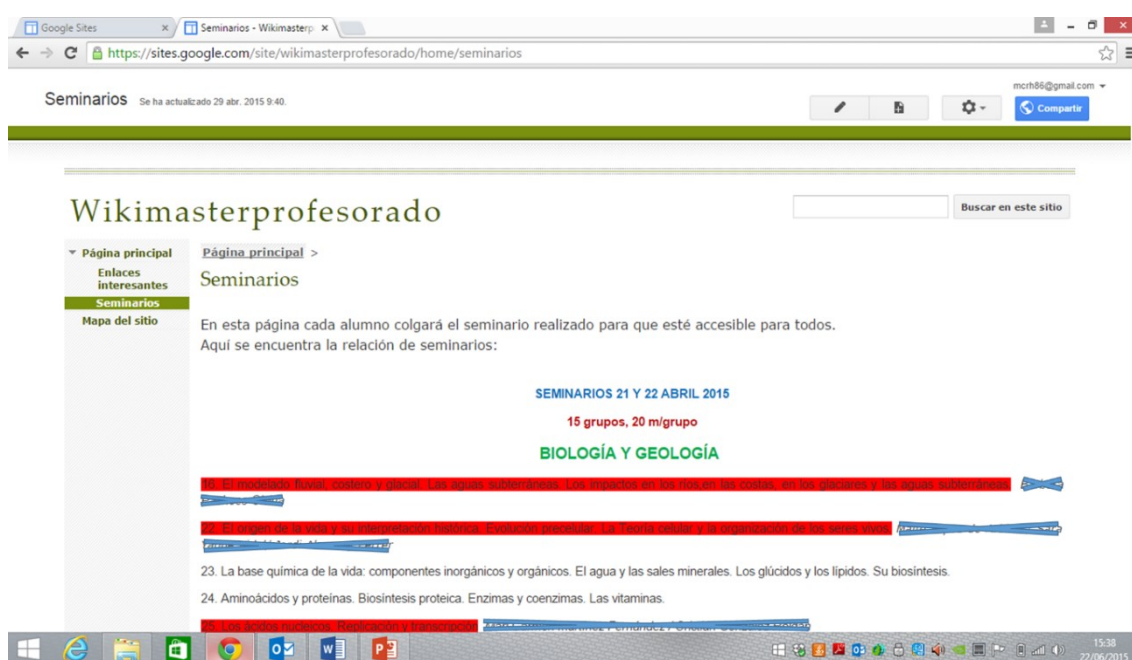 Google Sites
Seminarios - Wikimasterp
https://sites.google.com/site/wikimasterprofesorado/home/seminarios
mcrh86@gmail.com
Seminarios Se ha actualizado 29 abr. 2015 9:40.
Compartir
Wikimasterprofesorado
Buscar en este sitio
Página principal
Enlaces
interesantes
Seminarios
Mapa del sitio
Página principal >
Seminarios
En esta página cada alumno colgará el seminario realizado para que esté accesible para todos.
Aquí se encuentra la relación de seminarios:
SEMINARIOS 21 Y 22 ABRIL 2015
15 grupos, 20 m/grupo
BIOLOGÍA Y GEOLOGÍA
16. El modelado fluvial, costero y glacial. Las aguas subterráneas. Los impactos en los ríos,en las costas, en los glaciares y las aguas subterráneas.
22. El origen de la vida y su interpretación histórica. Evolución precelular. La Teoría celular y la organización de los seres vivos.
23. La base química de la vida: componentes inorgánicos y orgánicos. El agua y las sales minerales. Los glúcidos y los lípidos. Su biosíntesis.
24. Aminoácidos y proteínas. Biosíntesis proteica. Enzimas y coenzimas. Las vitaminas.
25. Los ácidos nucleicos. Replicación y transcripción
15:38
22/06/2015